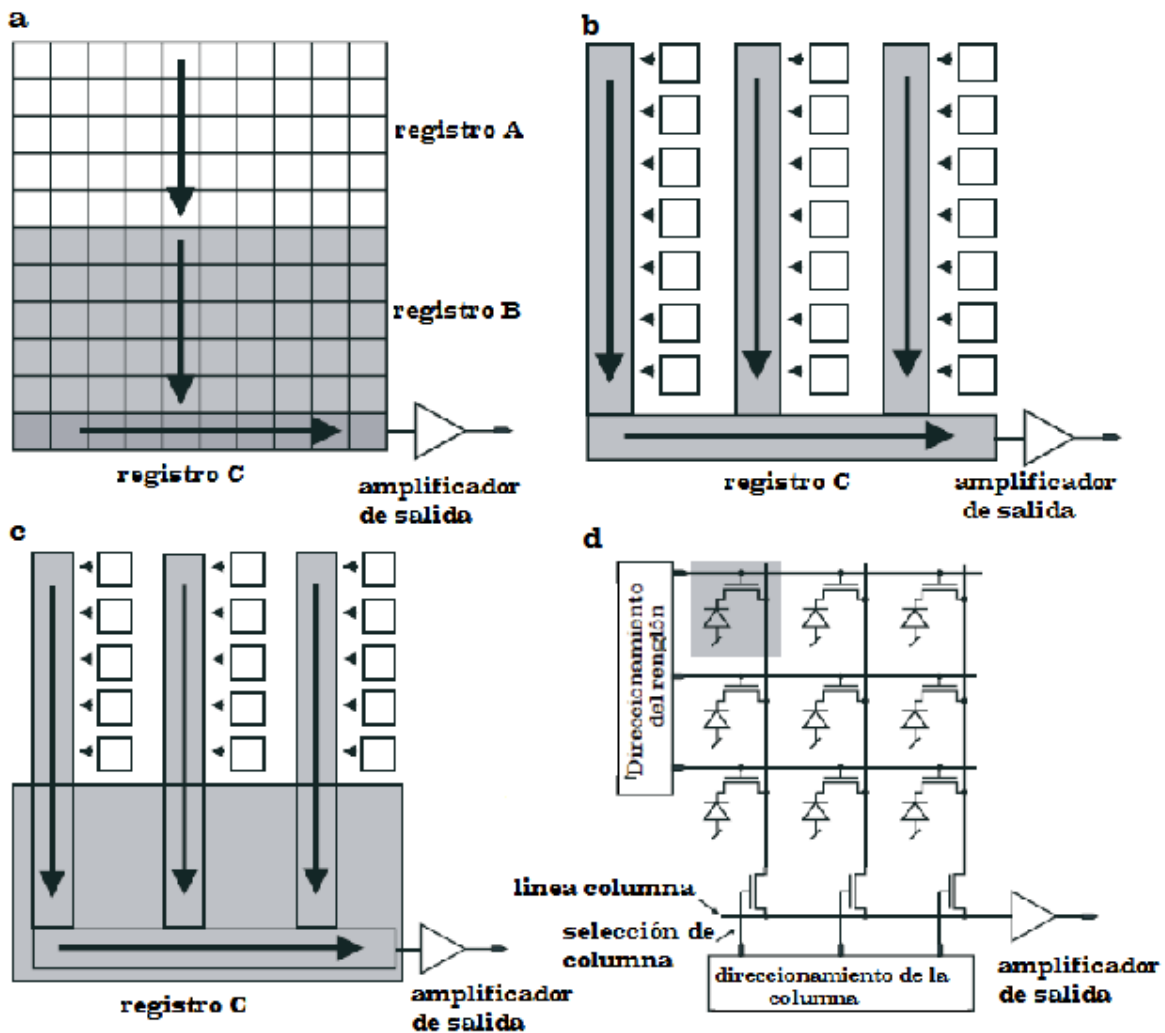 a
registro A
registro B
registro C
amplificador
de salida
b
registro C
amplificador
de salida
c
registro C
amplificador
de salida
d
Direccionamiento
del renglón
linea columna
selección de
columna
direccionamiento de la
columna
amplificador
de salida